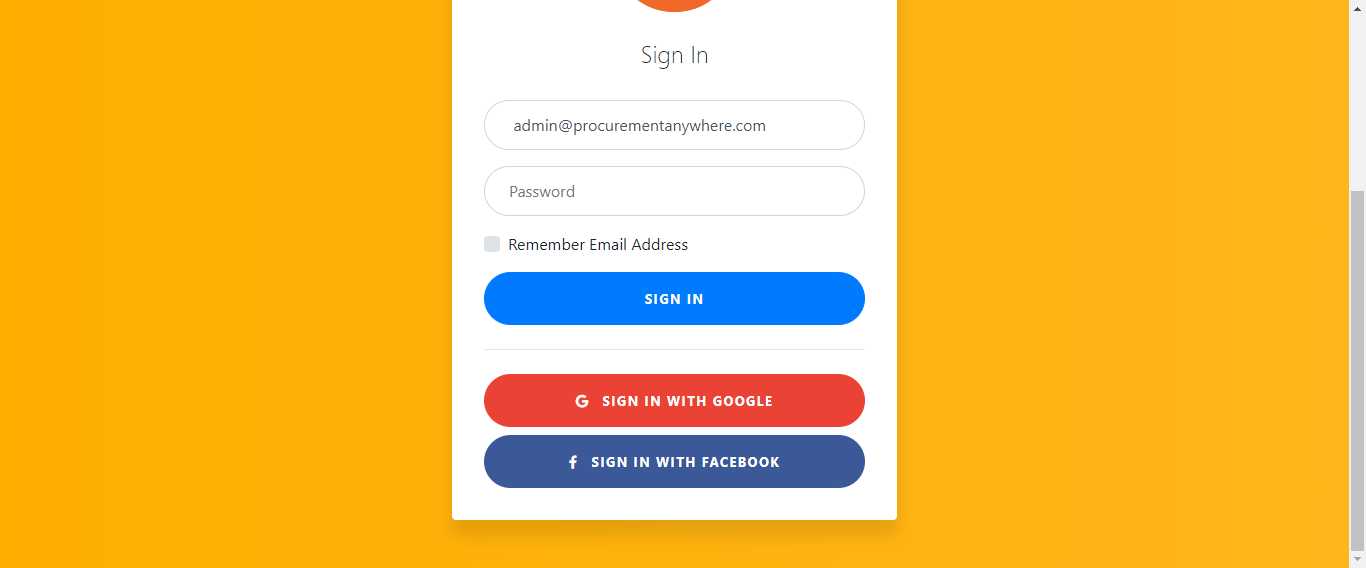 Sign In
admin@procurementanywhere.com
Password
Remember Email Address
SIGN IN
SIGN IN WITH GOOGLE
SIGN IN WITH FACEBOOK